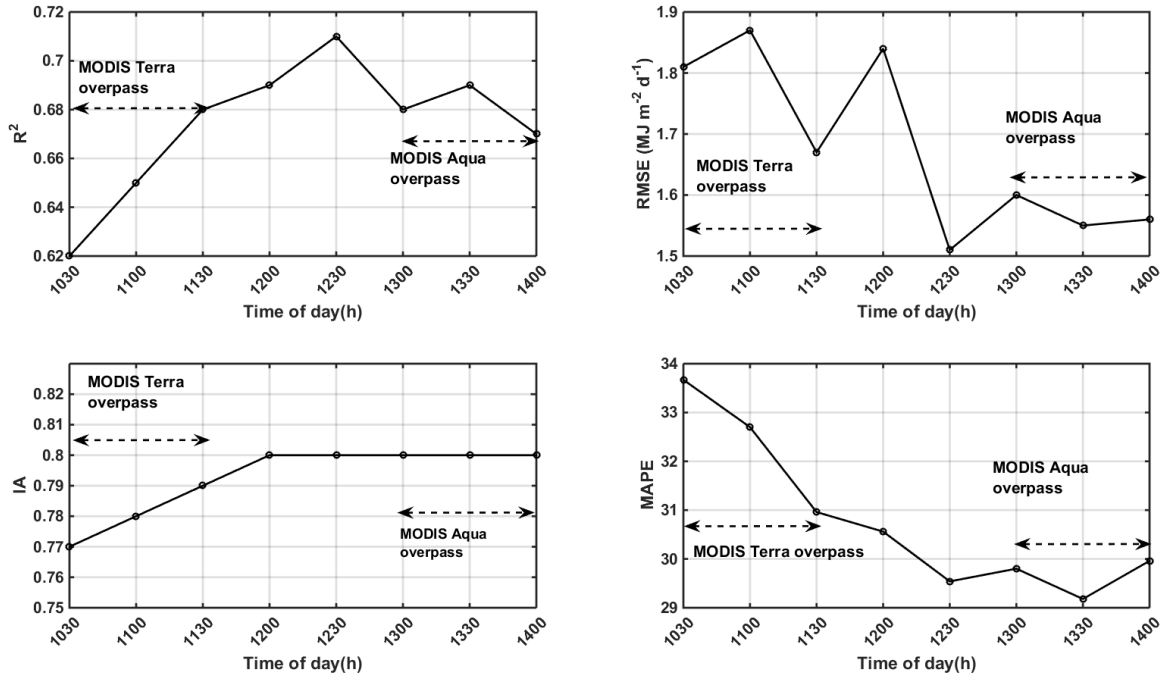 0.72
0.7
0.68
0.66
0.64
0.62
R²
MODIS Terra
overpass
MODIS Aqua
overpass
1030
1100
1130
1200
1230
1300
1330
1400
Time of day(h)
1.9
1.8
1.7
1.6
1.5
RMSE (MJ m⁻² d⁻¹)
MODIS Terra
overpass
MODIS Aqua
overpass
1030
1100
1130
1200
1230
1300
1330
1400
Time of day(h)
0.82
0.81
0.8
0.79
0.78
0.77
0.76
0.75
IA
MODIS Terra
overpass
MODIS Aqua
overpass
1030
1100
1130
1200
1230
1300
1330
1400
Time of day(h)
34
33
32
31
30
29
MAPE
MODIS Aqua
overpass
MODIS Terra overpass
1030
1100
1130
1200
1230
1300
1330
1400
Time of day(h)